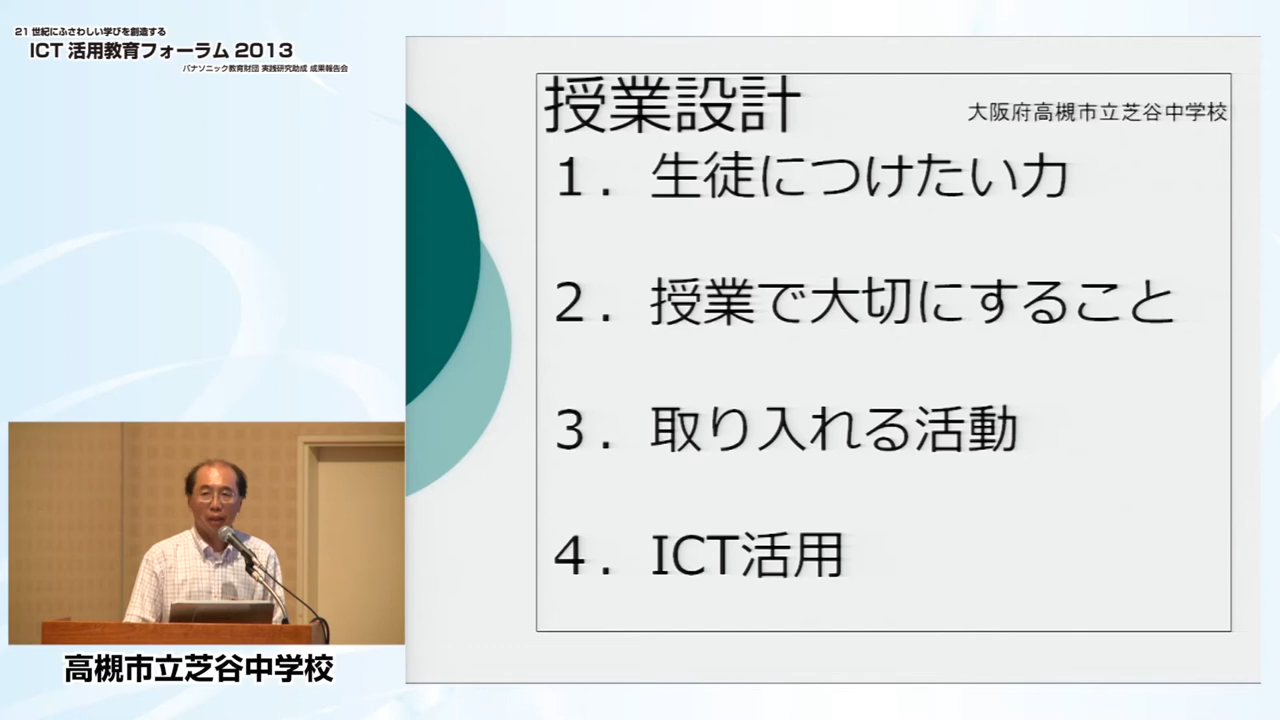 21 世紀にふさわしい学びを創造する
ICT 活用教育フォーラム 2013
パナソニック教育財団 実践研究助成 成果報告会
授業設計
大阪府高槻市立芝谷中学校
１．生徒につけたい力
２．授業で大切にすること
３．取り入れる活動
４．ICT活用
高槻市立芝谷中学校